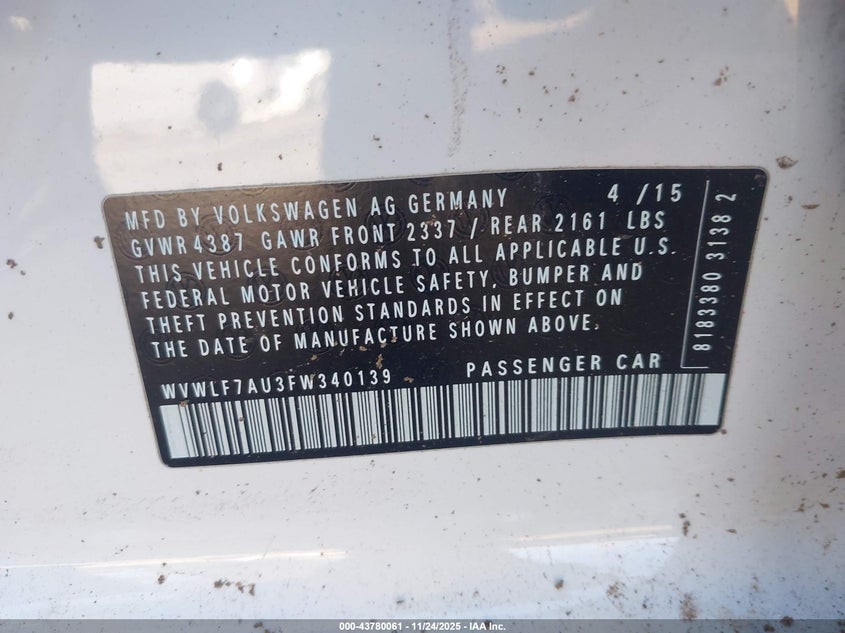 MFD BY VOLKSWAGEN AG GERMANY 4 /15
GVWR 4387 GAWR FRONT 2337 / REAR 2161 LBS
THIS VEHICLE CONFORMS TO ALL APPLICABLE U.S.
FEDERAL MOTOR VEHICLE SAFETY, BUMPER AND
THEFT PREVENTION STANDARDS IN EFFECT ON
THE DATE OF MANUFACTURE SHOWN ABOVE.
WVWLF7AU3FW340139 PASSENGER CAR
8183380 3138 2
000-43780061 - 11/24/2025 - IAA Inc.